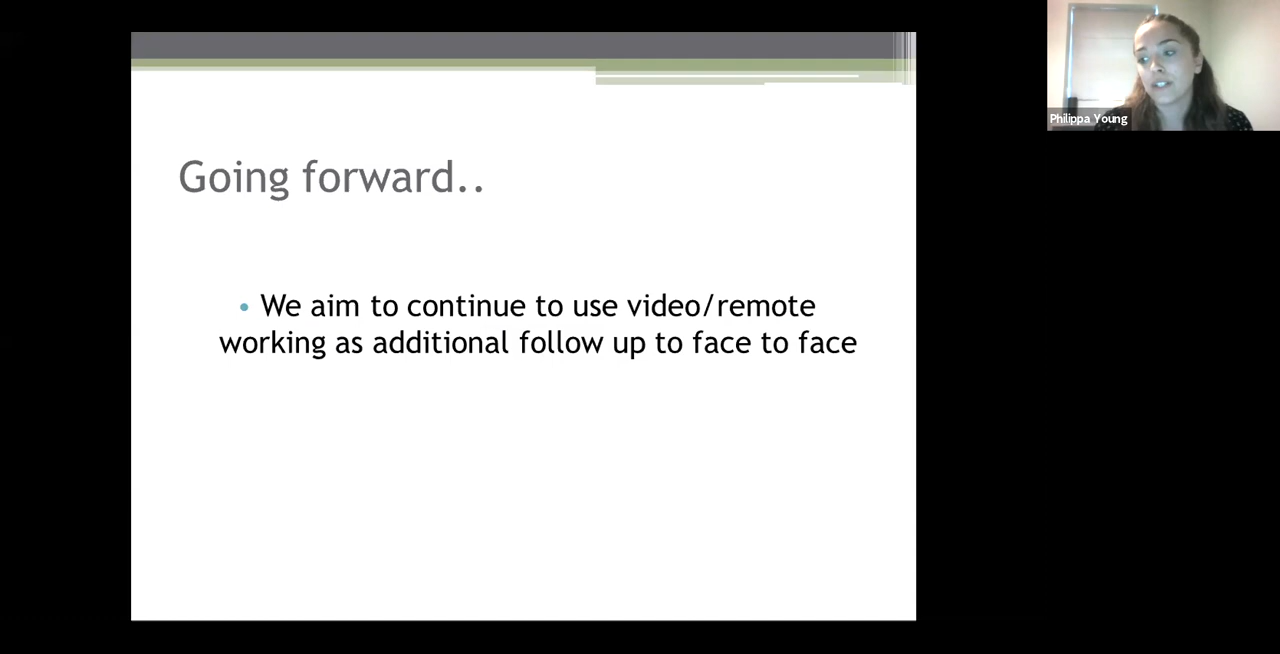 Going forward..
• We aim to continue to use video/remote
working as additional follow up to face to face
Philippa Young